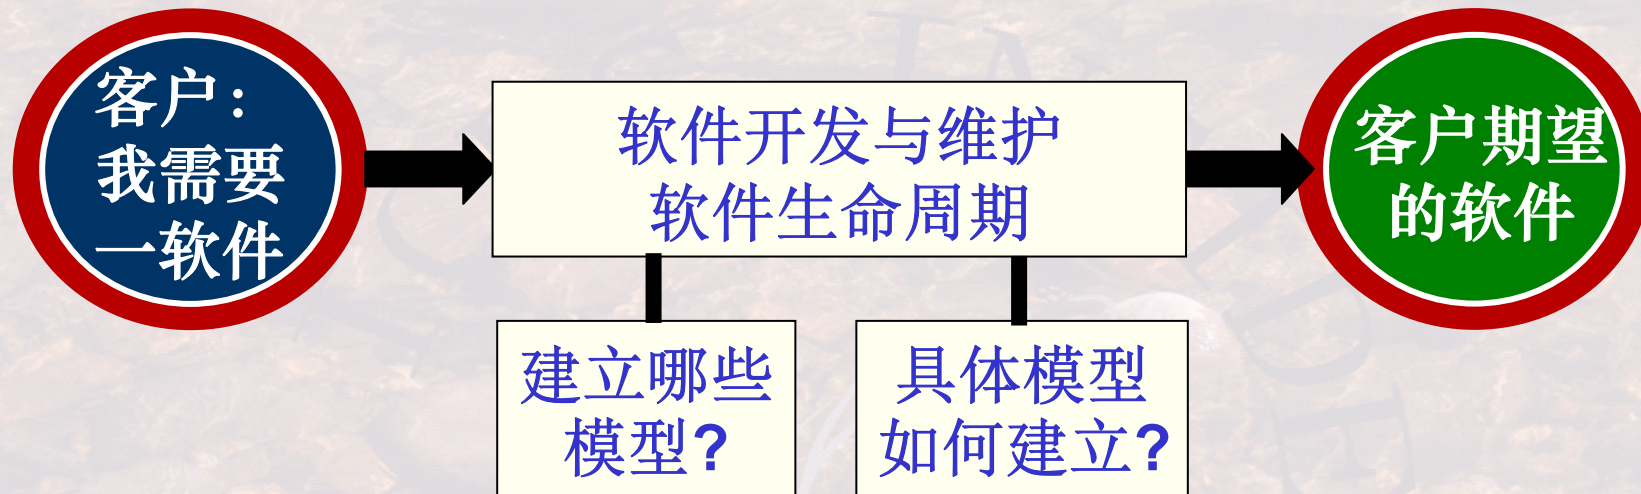 客户：
我需要
一软件
软件开发与维护
软件生命周期
客户期望
的软件
建立哪些
模型?
具体模型
如何建立?